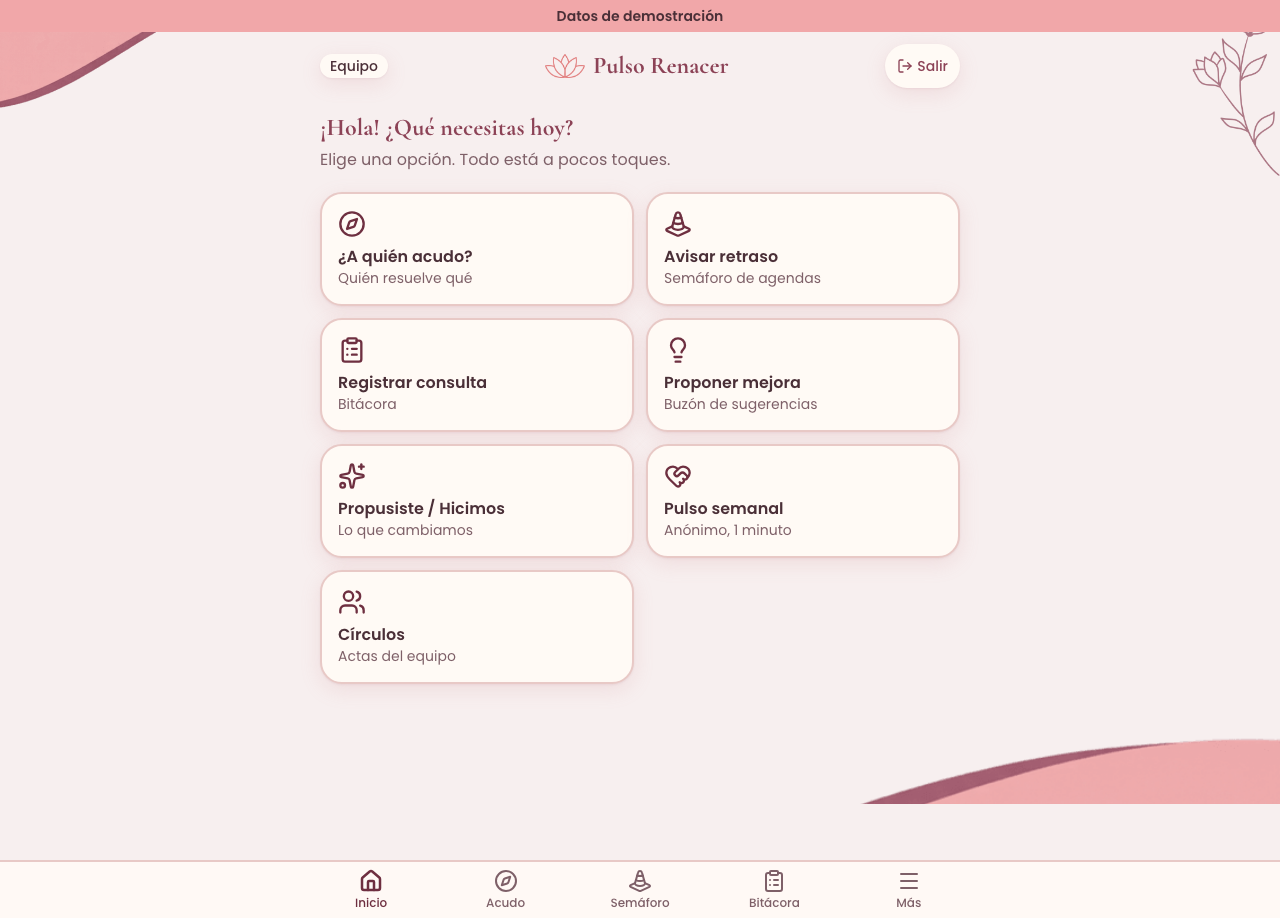 Datos de demostración
Equipo
Pulso Renacer
Salir
¡Hola! ¿Qué necesitas hoy?
Elige una opción. Todo está a pocos toques.
¿A quién acudo?
Quién resuelve qué
Avisar retraso
Semáforo de agendas
Registrar consulta
Bitácora
Proponer mejora
Buzón de sugerencias
Propusiste / Hicimos
Lo que cambiamos
Pulso semanal
Anónimo, 1 minuto
Círculos
Actas del equipo
Inicio
Acudo
Semáforo
Bitácora
Más